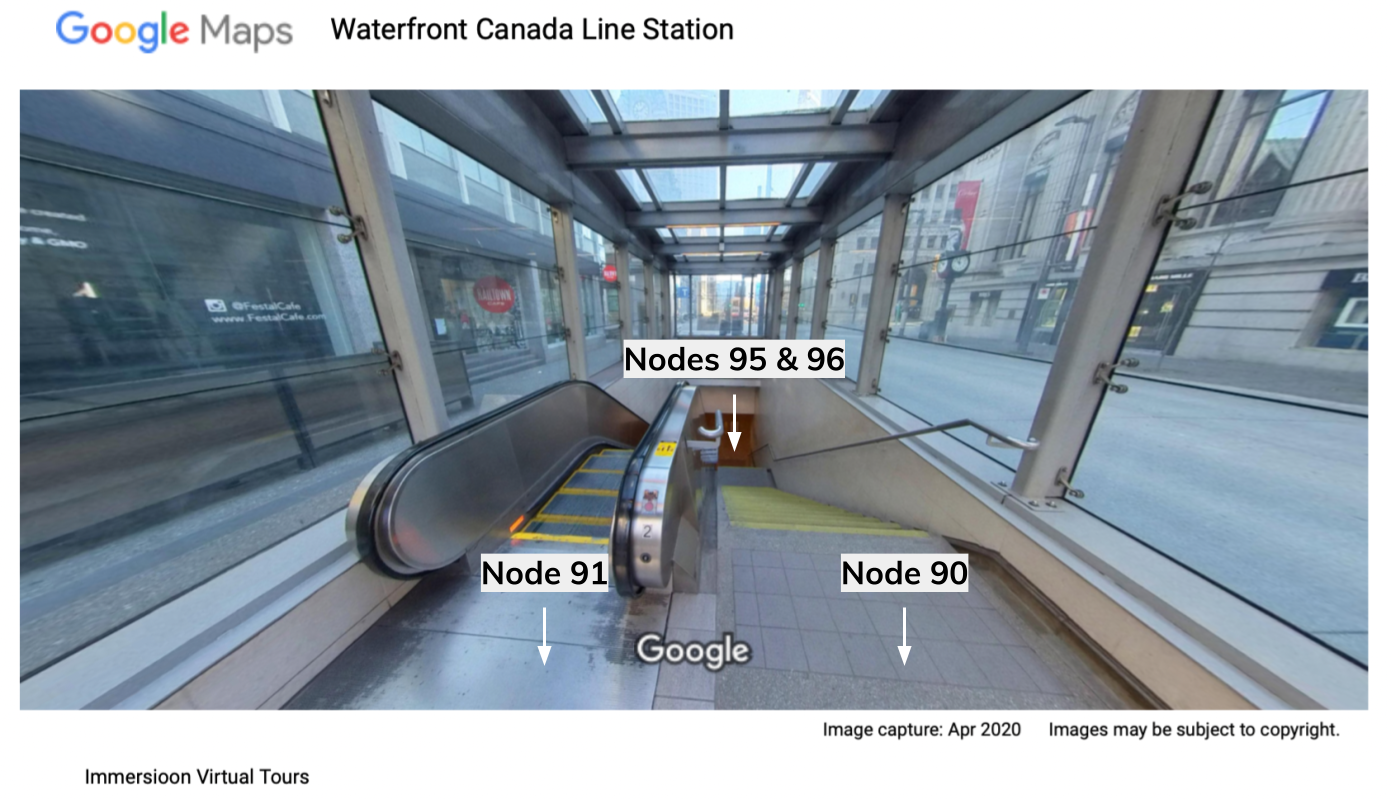 Google Maps
Waterfront Canada Line Station
@FestalCafe
www.FestalCafe.com
& GMO
RAILTOWN
Nodes 95 & 96
2
Node 91
Node 90
Google
Image capture: Apr 2020
Images may be subject to copyright.
Immersioon Virtual Tours